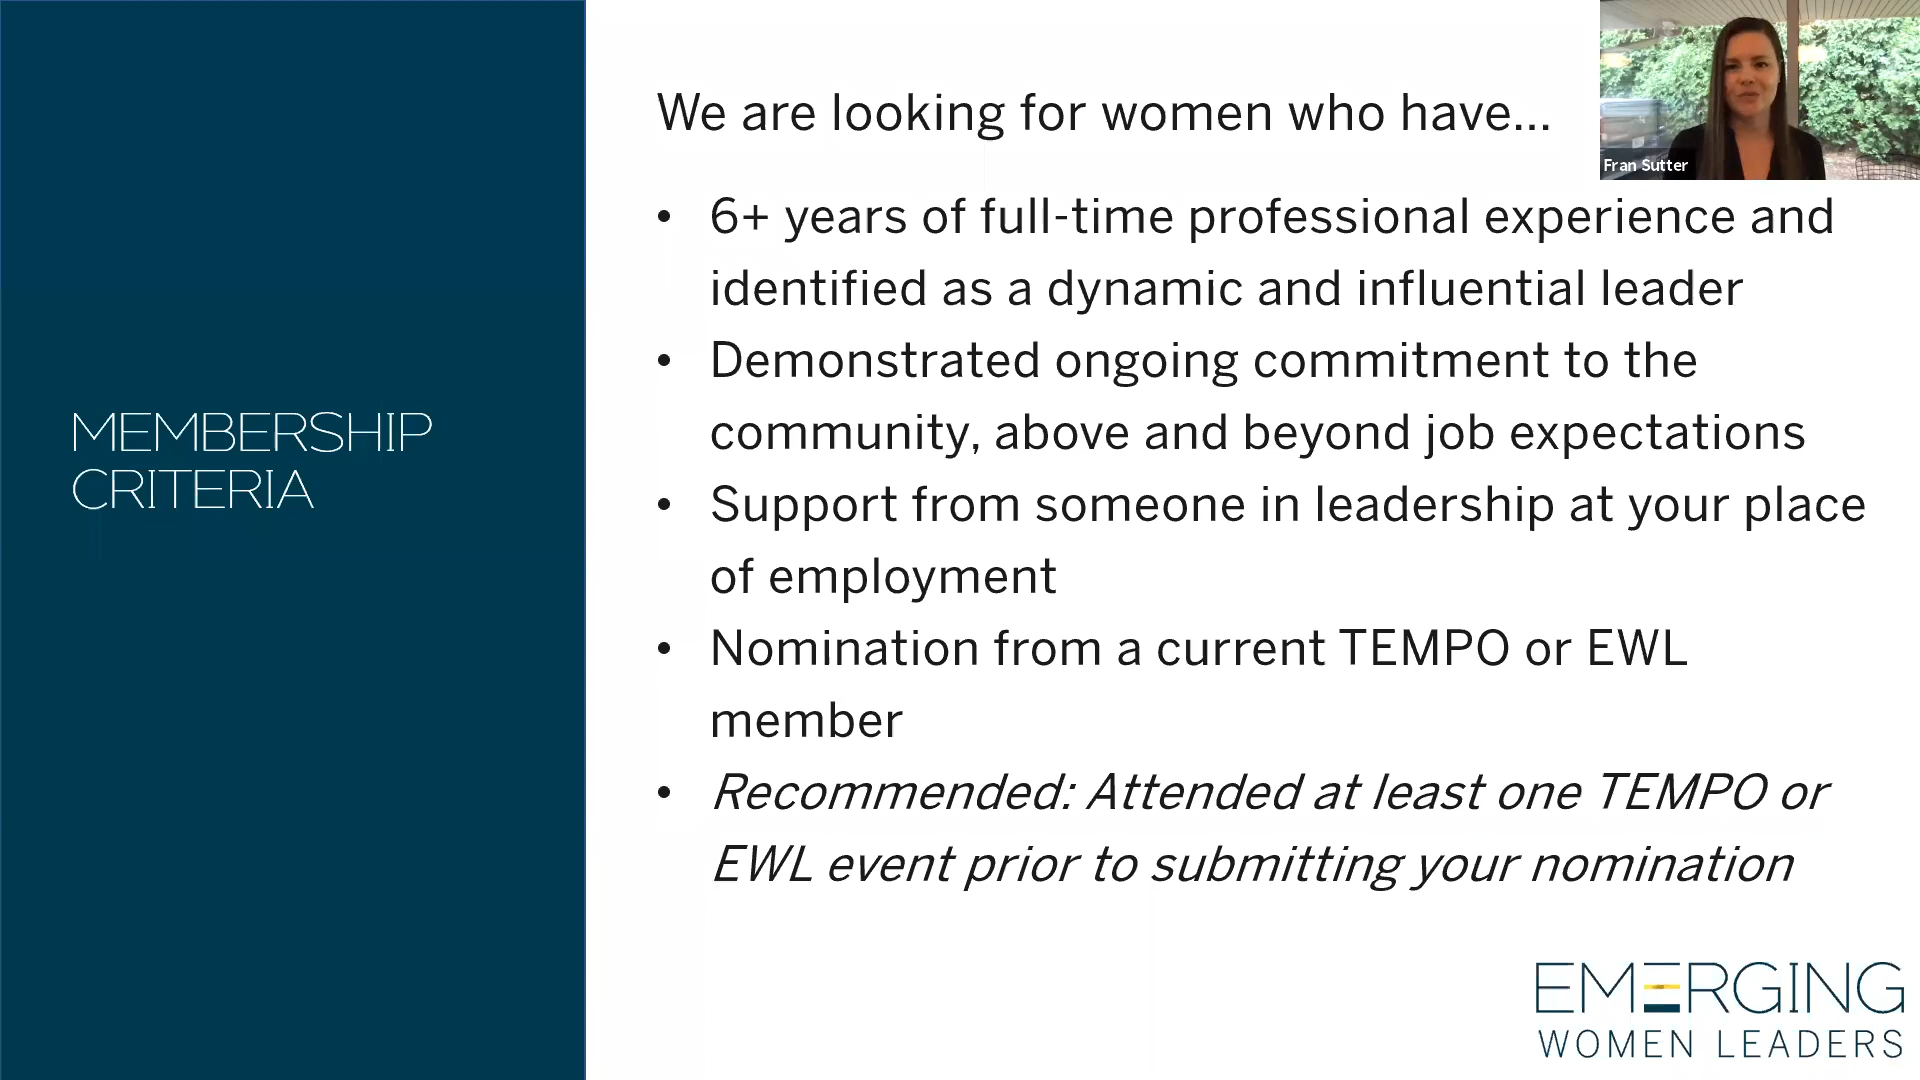 MEMBERSHIP
CRITERIA
We are looking for women who have...
• 6+ years of full-time professional experience and
identified as a dynamic and influential leader
• Demonstrated ongoing commitment to the
community, above and beyond job expectations
• Support from someone in leadership at your place
of employment
• Nomination from a current TEMPO or EWL
member
• Recommended: Attended at least one TEMPO or
EWL event prior to submitting your nomination
Fran Sutter
EMERGING
WOMEN LEADERS